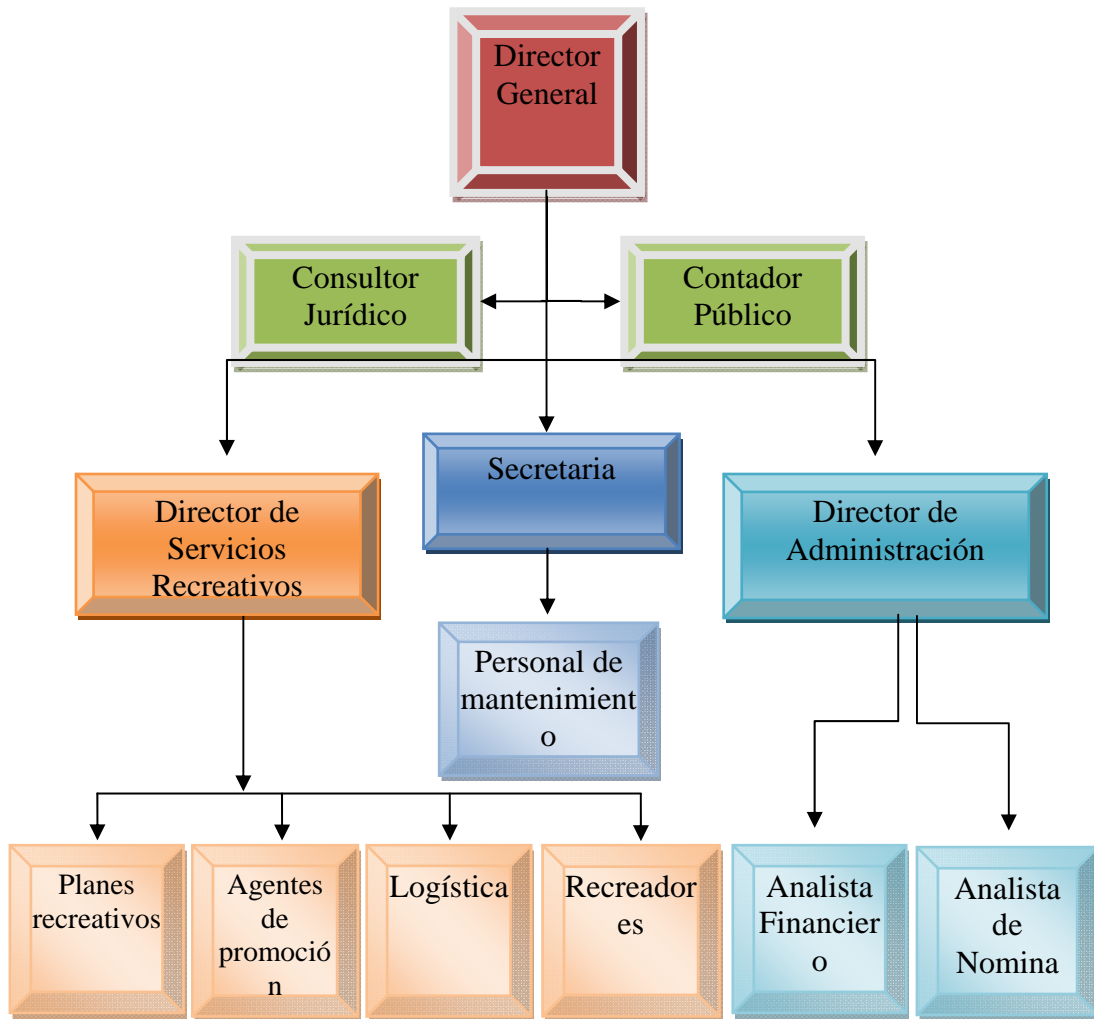 Director
General
Consultor
Jurídico
Contador
Público
Secretaria
Director de
Servicios
Recreativos
Director de
Administración
Personal de
mantenimient
o
Planes
recreativos
Agentes
de
promoció
n
Logística
Recreador
es
Analista
Financier
o
Analista
de
Nomina